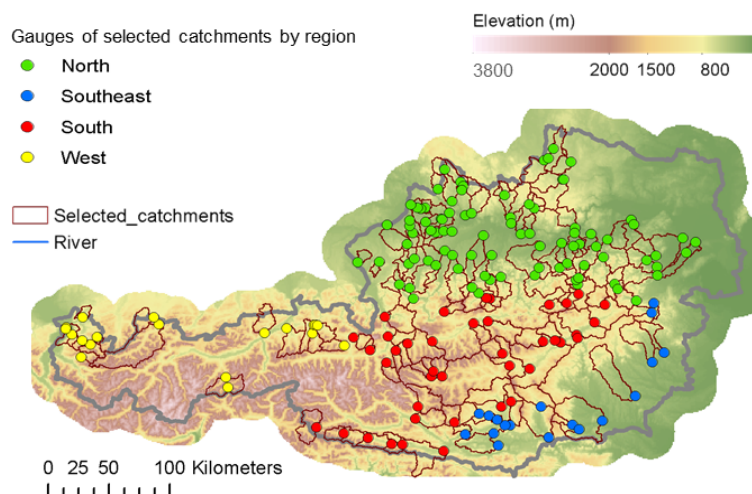 Elevation (m)
3800 2000 1500 800
Gauges of selected catchments by region
North
Southeast
South
West
Selected_catchments
River
0 25 50 100 Kilometers